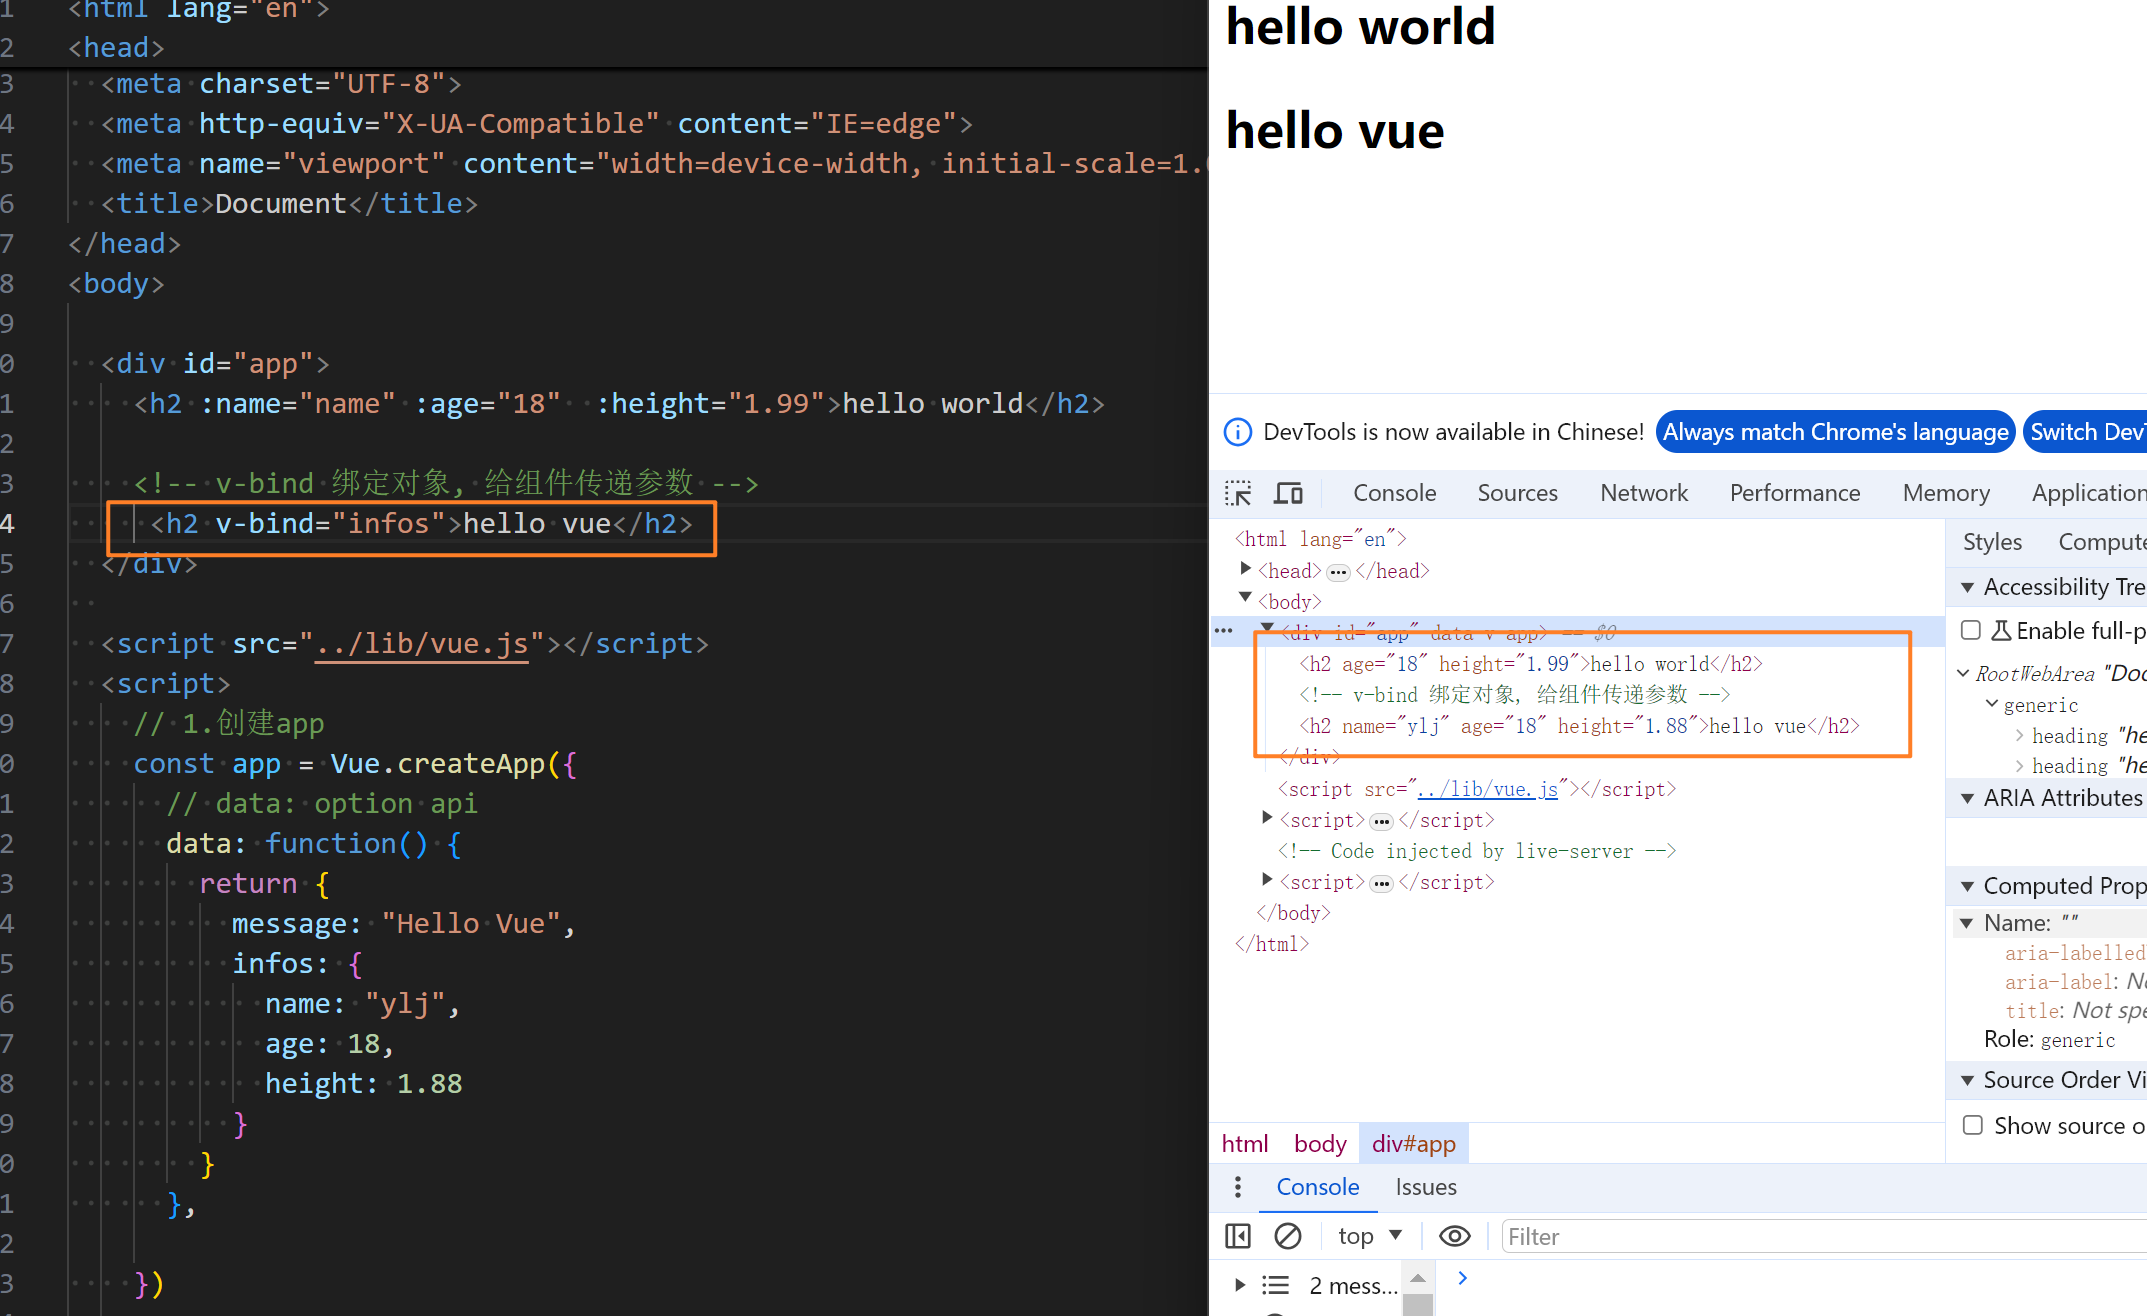 1 <html lang="en">
2 <head>
3 <meta charset="UTF-8">
4 <meta http-equiv="X-UA-Compatible" content="IE=edge">
5 <meta name="viewport" content="width=device-width, initial-scale=1.
6 <title>Document</title>
7 </head>
8 <body>
9
0 <div id="app">
1 <h2 :name="name" :age="18"  :height="1.99">hello world</h2>
2
3 <!-- v-bind 绑定对象, 给组件传递参数 -->
4 <h2 v-bind="infos">hello vue</h2>
5 </div>
6
7 <script src="../lib/vue.js"></script>
8 <script>
9 // 1.创建app
0 const app = Vue.createApp({
1 // data: option api
2 data: function() {
3 return {
4 message: "Hello Vue",
5 infos: {
6 name: "ylj",
7 age: 18,
8 height: 1.88
9 }
0 }
1 },
2
3 })
hello world
hello vue
DevTools is now available in Chinese! Always match Chrome's language Switch DevT
Console Sources Network Performance Memory Application
<html lang="en">
<head> ••• </head>
<body>
••• <div id="app" data-v-app> == $0
<h2 age="18" height="1.99">hello world</h2>
<!-- v-bind 绑定对象, 给组件传递参数 -->
<h2 name="ylj" age="18" height="1.88">hello vue</h2>
</div>
<script src="../lib/vue.js"></script>
<script> ••• </script>
<!-- Code injected by live-server -->
<script> ••• </script>
</body>
</html>
Styles Compute
Accessibility Tre
Enable full-p
RootWebArea "Doc
generic
heading "he
heading "he
ARIA Attributes
Computed Prop
Name: ""
aria-labelled
aria-label: No
title: Not spe
Role: generic
Source Order Vi
Show source o
html body div#app
Console Issues
top Filter
2 mess...